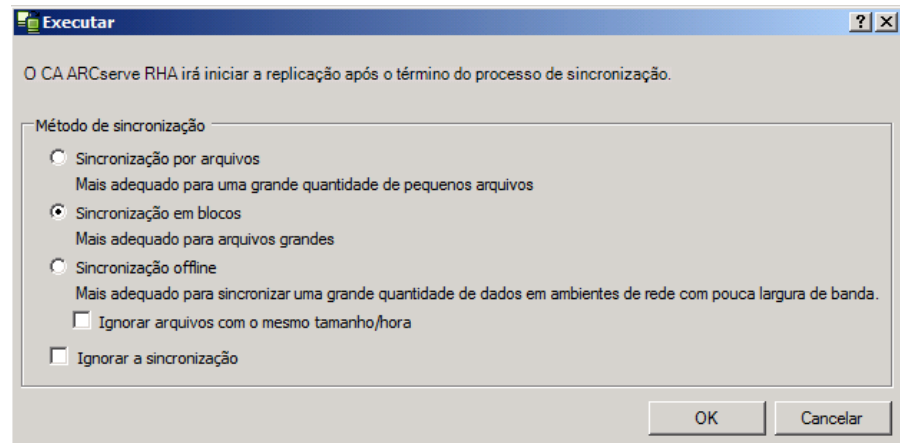 Executar
O CA ARCserve RHA irá iniciar a replicação após o término do processo de sincronização.
Método de sincronização
Sincronização por arquivos
Mais adequado para uma grande quantidade de pequenos arquivos
Sincronização em blocos
Mais adequado para arquivos grandes
Sincronização offline
Mais adequado para sincronizar uma grande quantidade de dados em ambientes de rede com pouca largura de banda.
Ignorar arquivos com o mesmo tamanho/hora
Ignorar a sincronização
OK Cancelar